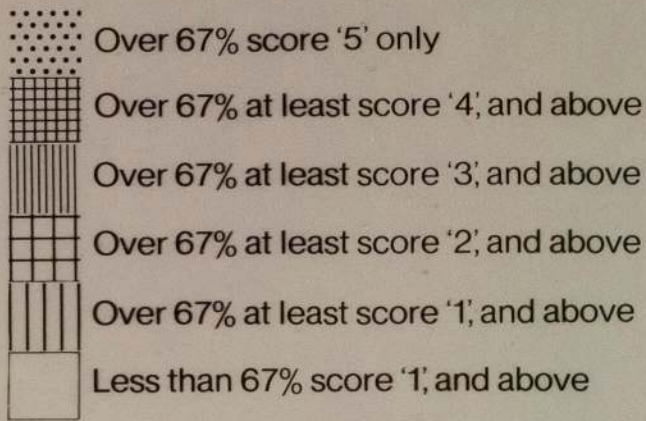 Over 67% score ‘5’ only
Over 67% at least score ‘4’, and above
Over 67% at least score ‘3’, and above
Over 67% at least score ‘2’, and above
Over 67% at least score ‘1’, and above
Less than 67% score ‘1’, and above